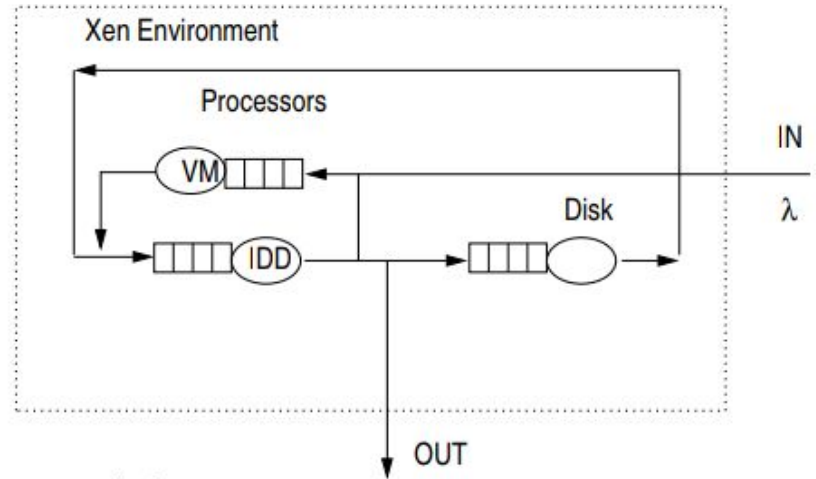 Xen Environment
Processors
IN
VM
Disk
λ
IDD
OUT